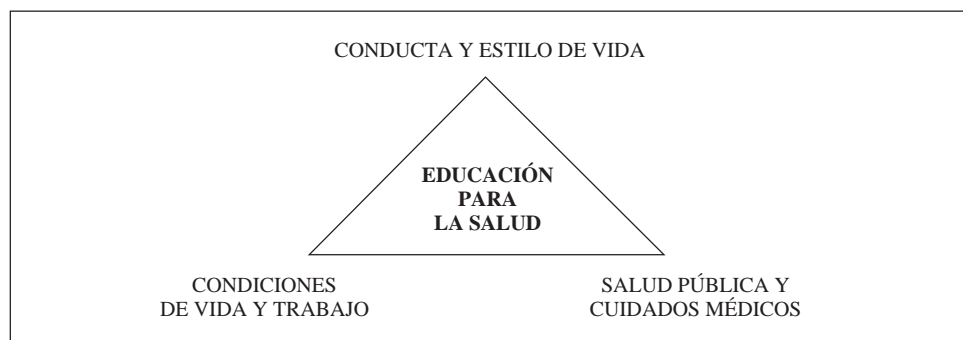 CONDUCTA Y ESTILO DE VIDA
EDUCACIÓN
PARA
LA SALUD
CONDICIONES
DE VIDA Y TRABAJO
SALUD PÚBLICA Y
CUIDADOS MÉDICOS